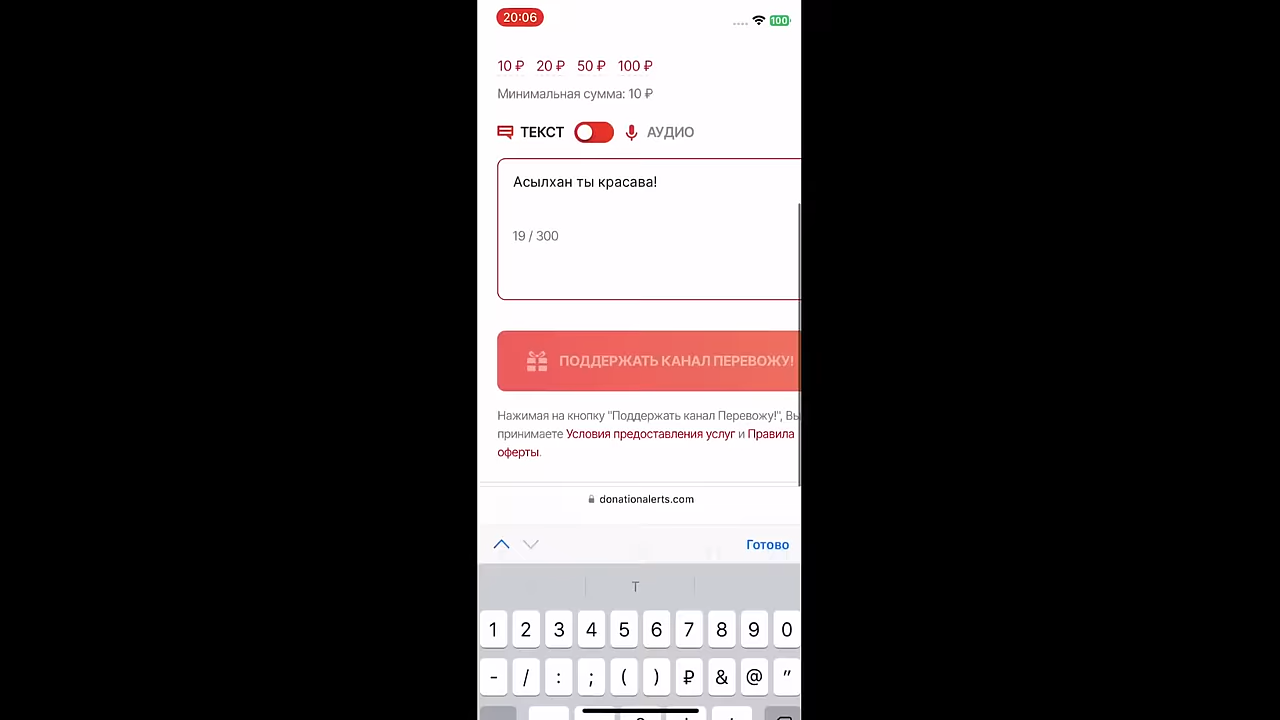 20:06
100
10 ₽ 20 ₽ 50 ₽ 100 ₽
Минимальная сумма: 10 ₽
ТЕКСТ АУДИО
Асылхан ты красава!
19 / 300
ПОДДЕРЖАТЬ КАНАЛ ПЕРЕВОЖУ!
Нажимая на кнопку "Поддержать канал Перевожу!", Вы
принимаете Условия предоставления услуг и Правила
оферты.
donationalerts.com
Готово
Т
1 2 3 4 5 6 7 8 9 0
- / : ; ( ) ₽ & @ "